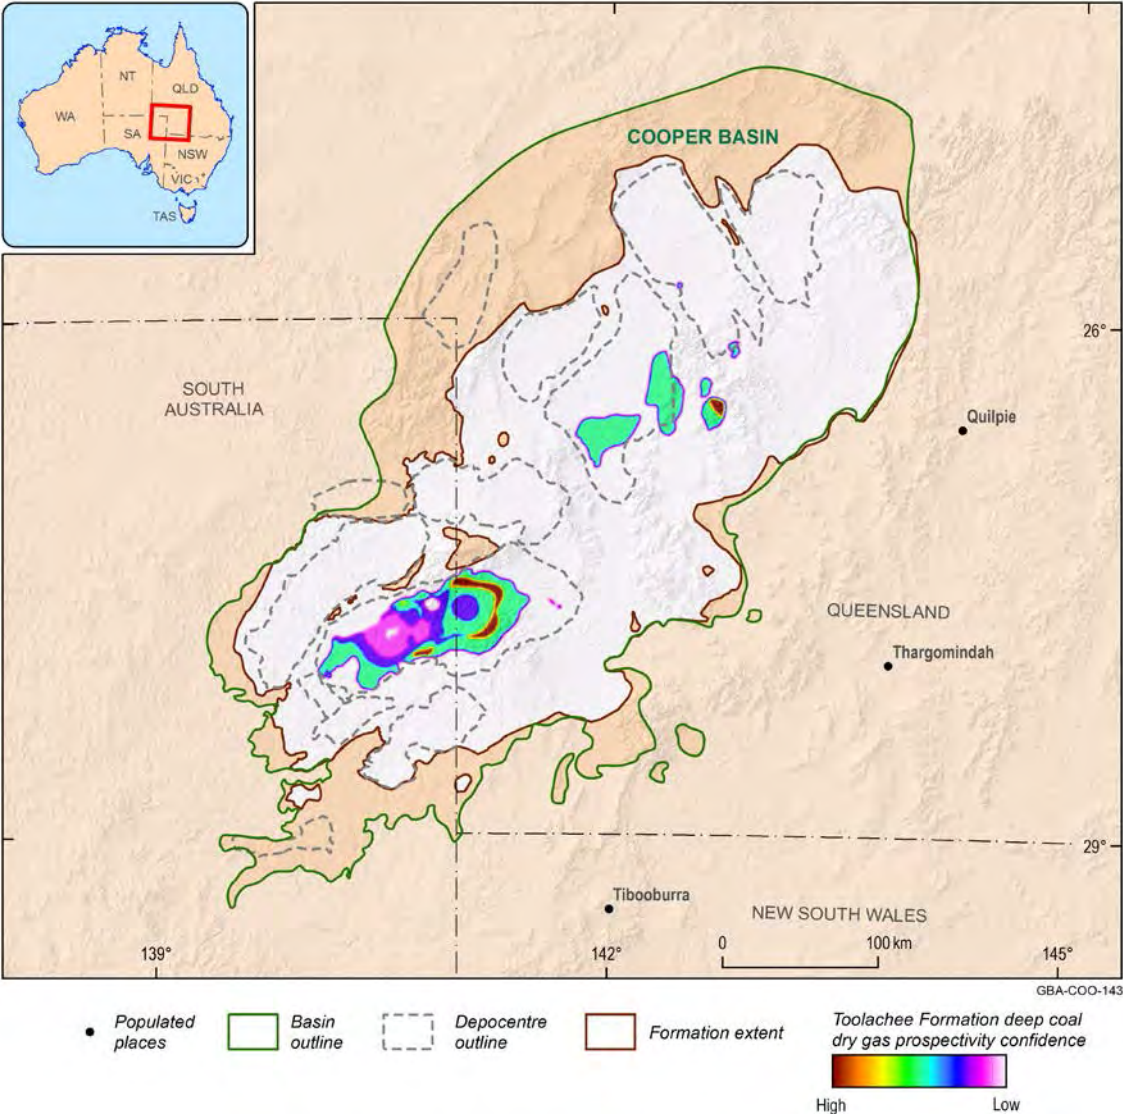 NT
QLD
WA
SA
NSW
VIC
TAS
COOPER BASIN
26°
SOUTH
AUSTRALIA
Quilpie
QUEENSLAND
Thargomindah
29°
Tibooburra
NEW SOUTH WALES
139°
142°
0
100 km
145°
GBA-COO-143
Populated
places
Basin
outline
Depocentre
outline
Formation extent
Toolachee Formation deep coal
dry gas prospectivity confidence
High
Low